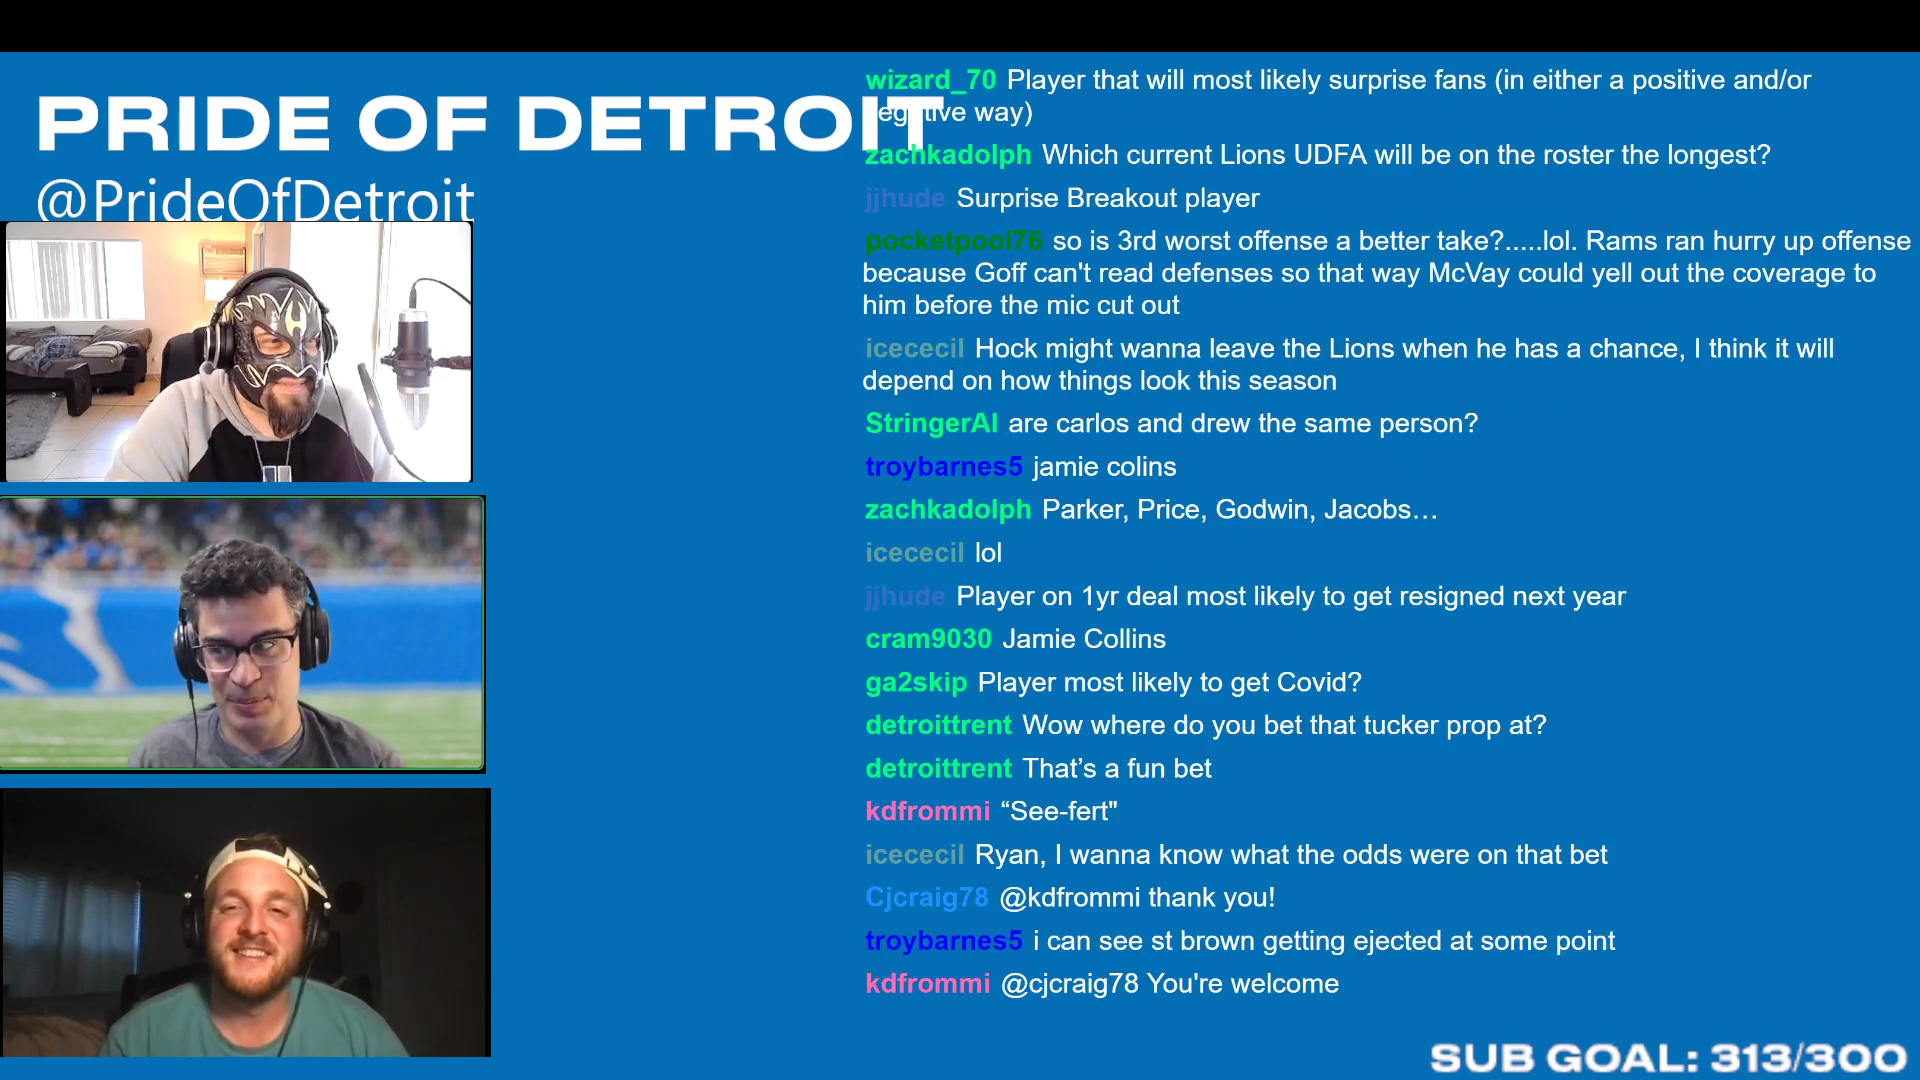 PRIDE OF DETROIT
@PrideOfDetroit
wizard_70 Player that will most likely surprise fans (in either a positive and/or
negative way)
zachkadolph Which current Lions UDFA will be on the roster the longest?
jjhude Surprise Breakout player
pocketpool76 so is 3rd worst offense a better take?.....lol. Rams ran hurry up offense
because Goff can't read defenses so that way McVay could yell out the coverage to
him before the mic cut out
icececil Hock might wanna leave the Lions when he has a chance, I think it will
depend on how things look this season
StringerAI are carlos and drew the same person?
troybarnes5 jamie colins
zachkadolph Parker, Price, Godwin, Jacobs…
icececil lol
jjhude Player on 1yr deal most likely to get resigned next year
cram9030 Jamie Collins
ga2skip Player most likely to get Covid?
detroittrent Wow where do you bet that tucker prop at?
detroittrent That’s a fun bet
kdfrommi “See-fert"
icececil Ryan, I wanna know what the odds were on that bet
Cjcraig78 @kdfrommi thank you!
troybarnes5 i can see st brown getting ejected at some point
kdfrommi @cjcraig78 You're welcome
SUB GOAL: 313/300